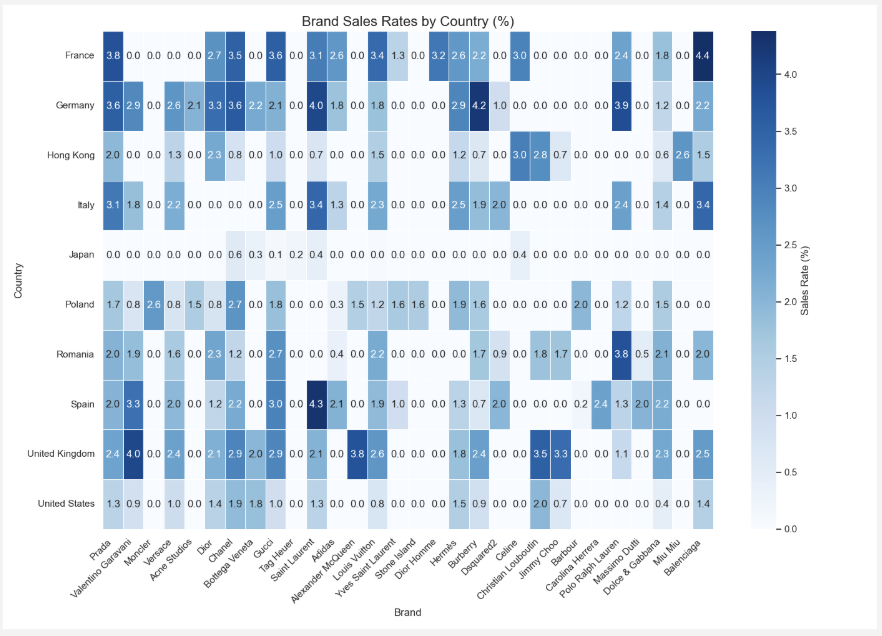 Brand Sales Rates by Country (%)
France 3.8 0.0 0.0 0.0 0.0 2.7 3.5 0.0 3.6 0.0 3.1 2.6 0.0 3.4 1.3 0.0 3.2 2.6 2.2 0.0 3.0 0.0 0.0 0.0 0.0 2.4 0.0 1.8 0.0 4.4
Germany 3.6 2.9 0.0 2.6 2.1 3.3 3.6 2.2 2.1 0.0 4.0 1.8 0.0 1.8 0.0 0.0 0.0 2.9 4.2 1.0 0.0 0.0 0.0 0.0 0.0 3.9 0.0 1.2 0.0 2.2
Hong Kong 2.0 0.0 0.0 1.3 0.0 2.3 0.8 0.0 1.0 0.0 0.7 0.0 0.0 1.5 0.0 0.0 0.0 1.2 0.7 0.0 3.0 2.8 0.7 0.0 0.0 0.0 0.0 0.6 2.6 1.5
Italy 3.1 1.8 0.0 2.2 0.0 0.0 0.0 0.0 2.5 0.0 3.4 1.3 0.0 2.3 0.0 0.0 0.0 2.5 1.9 2.0 0.0 0.0 0.0 0.0 0.0 2.4 0.0 1.4 0.0 3.4
Japan 0.0 0.0 0.0 0.0 0.0 0.0 0.6 0.3 0.1 0.2 0.4 0.0 0.0 0.0 0.0 0.0 0.0 0.0 0.0 0.0 0.4 0.0 0.0 0.0 0.0 0.0 0.0 0.0 0.0 0.0
Poland 1.7 0.8 2.6 0.8 1.5 0.8 2.7 0.0 1.8 0.0 0.0 0.3 1.5 1.2 1.6 1.6 0.0 1.9 1.6 0.0 0.0 0.0 0.0 2.0 0.0 1.2 0.0 1.5 0.0 0.0
Romania 2.0 1.9 0.0 1.6 0.0 2.3 1.2 0.0 2.7 0.0 0.0 0.4 0.0 2.2 0.0 0.0 0.0 0.0 1.7 0.9 0.0 1.8 1.7 0.0 0.0 3.8 0.5 2.1 0.0 2.0
Spain 2.0 3.3 0.0 2.0 0.0 1.2 2.2 0.0 3.0 0.0 4.3 2.1 0.0 1.9 1.0 0.0 0.0 1.3 0.7 2.0 0.0 0.0 0.0 0.2 2.4 1.3 2.0 2.2 0.0 0.0
United Kingdom 2.4 4.0 0.0 2.4 0.0 2.1 2.9 2.0 2.9 0.0 2.1 0.0 3.8 2.6 0.0 0.0 0.0 1.8 2.4 0.0 0.0 3.5 3.3 0.0 0.0 1.1 0.0 2.3 0.0 2.5
United States 1.3 0.9 0.0 1.0 0.0 1.4 1.9 1.8 1.0 0.0 1.3 0.0 0.0 0.8 0.0 0.0 0.0 1.5 0.9 0.0 0.0 2.0 0.7 0.0 0.0 0.0 0.0 0.4 0.0 1.4
Country
Prada
Valentino Garavani
Moncler
Versace
Acne Studios
Dior
Chanel
Bottega Veneta
Gucci
Tag Heuer
Saint Laurent
Adidas
Alexander McQueen
Louis Vuitton
Yves Saint Laurent
Stone Island
Dior Homme
Hermès
Burberry
Dsquared2
Celine
Christian Louboutin
Jimmy Choo
Barbour
Carolina Herrera
Polo Ralph Lauren
Massimo Dutti
Dolce & Gabbana
Miu Miu
Balenciaga
Brand
4.0
3.5
3.0
2.5
2.0
1.5
1.0
0.5
0.0
Sales Rate (%)